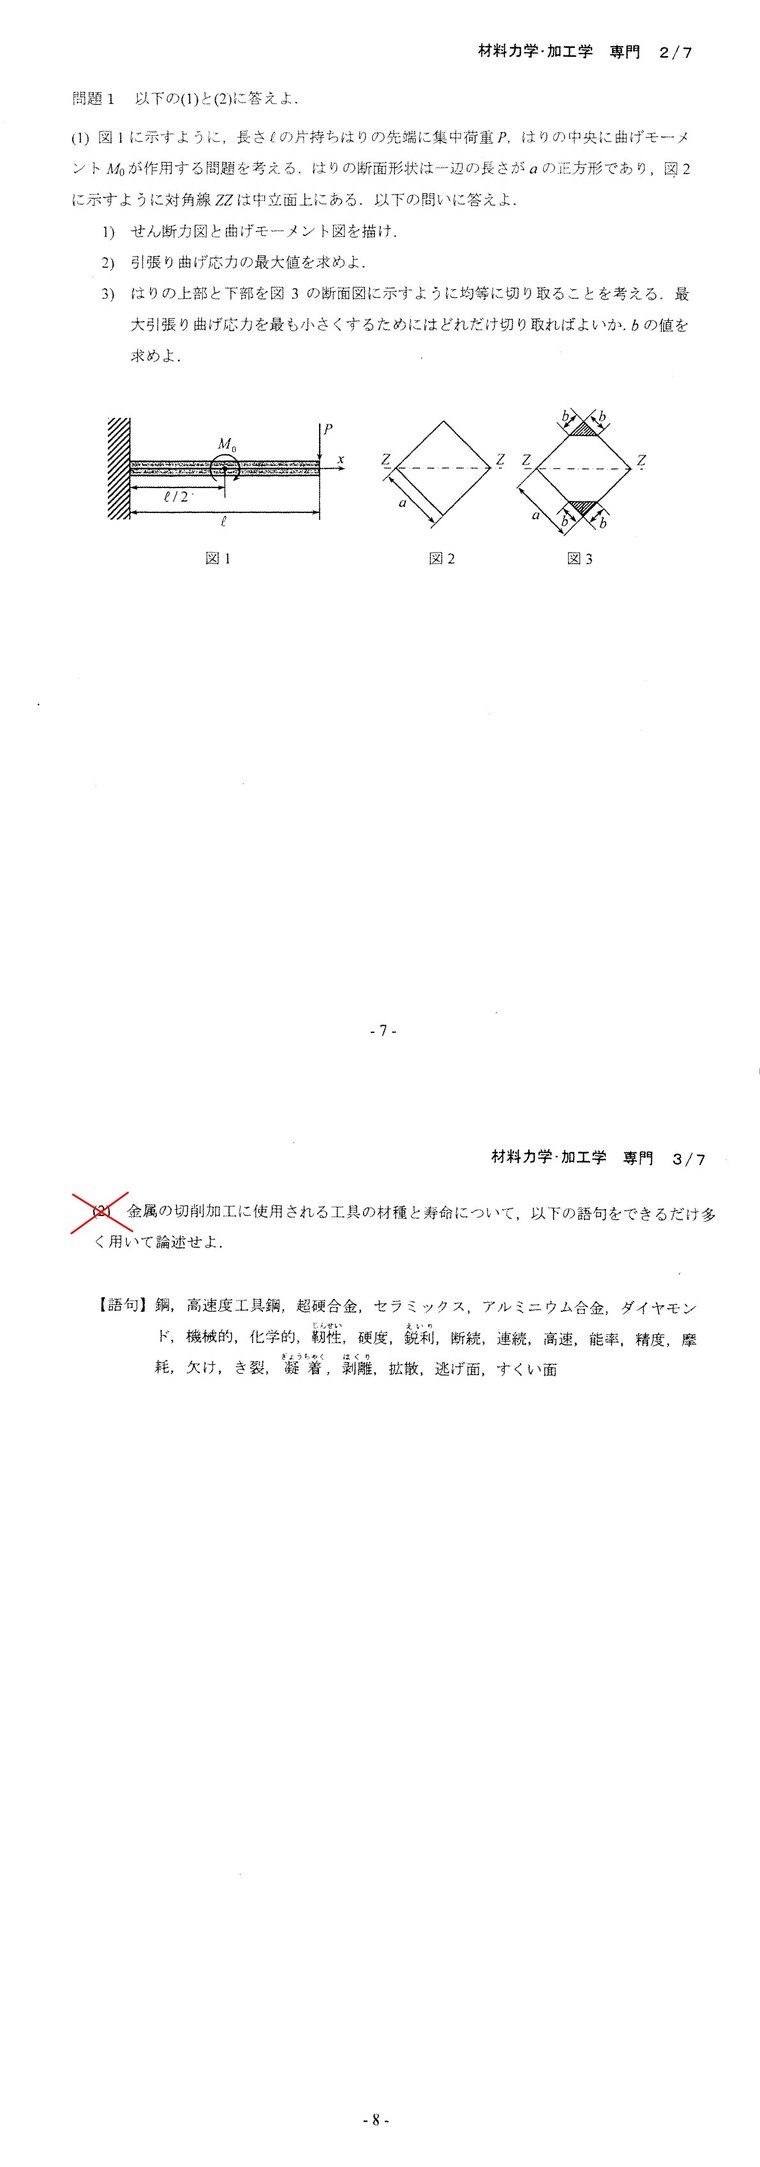 材料力学・加工学　専門　2/7
問題1　以下の(1)と(2)に答えよ.
(1) 図1に示すように，長さℓの片持ちはりの先端に集中荷重P，はりの中央に曲げモーメ
ントM₀が作用する問題を考える．はりの断面形状は一辺の長さがaの正方形であり，図2
に示すように対角線ZZは中立面上にある．以下の問いに答えよ．
1)　せん断力図と曲げモーメント図を描け.
2)　引張り曲げ応力の最大値を求めよ.
3)　はりの上部と下部を図3の断面図に示すように均等に切り取ることを考える．最
大引張り曲げ応力を最も小さくするためにはどれだけ切り取ればよいか. bの値を
求めよ.
M₀ P x ℓ/2 ℓ
Z Z a
b b Z Z a b b
図1　図2　図3
- 7 -
材料力学・加工学　専門　3/7
(2)　金属の切削加工に使用される工具の材種と寿命について，以下の語句をできるだけ多
く用いて論述せよ.
【語句】鋼，高速度工具鋼，超硬合金，セラミックス，アルミニウム合金，ダイヤモン
じんせい　えいり
ド，機械的，化学的，靭性，硬度，鋭利，断続，連続，高速，能率，精度，摩
ぎょうちゃく　はくり
耗，欠け，き裂，凝着，剥離，拡散，逃げ面，すくい面
- 8 -